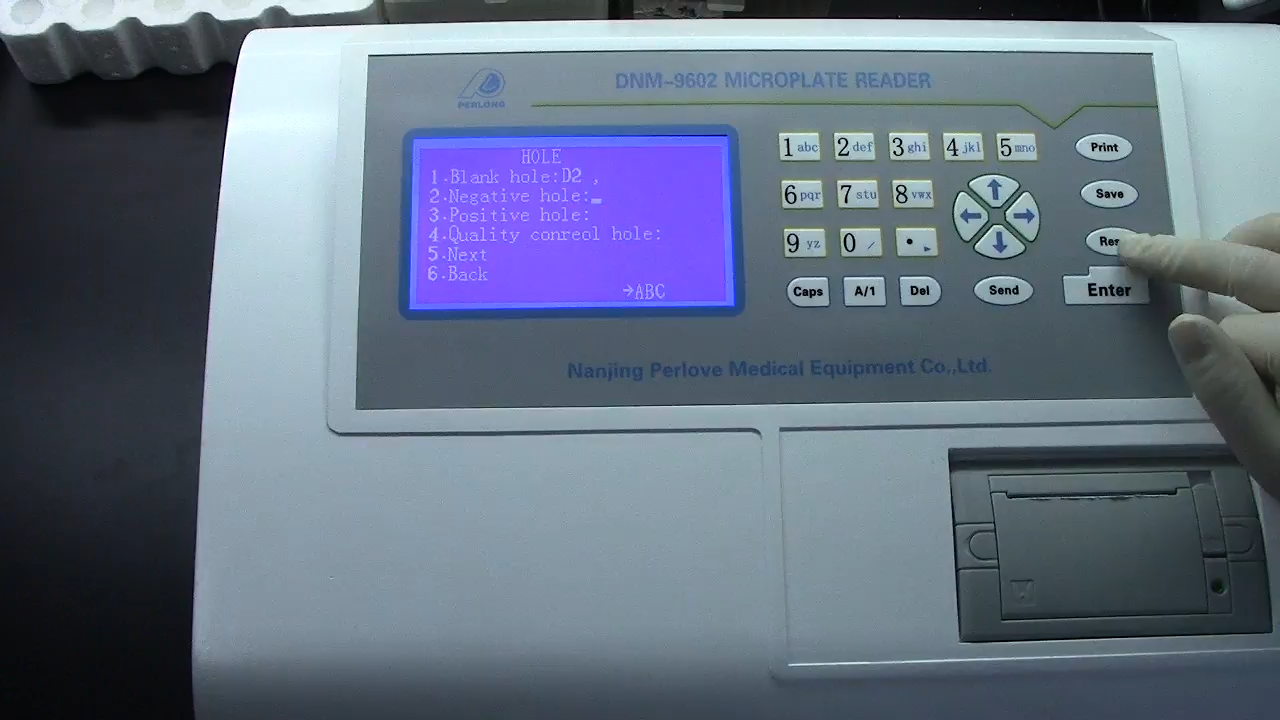 PERLONG
DNM-9602 MICROPLATE READER
HOLE
1.Blank hole:D2 ,
2.Negative hole:_
3.Positive hole:
4.Quality conreol hole:
5.Next
6.Back
→ABC
1 abc 2 def 3 ghi 4 jkl 5 mno
Print
6 pqr 7 stu 8 vwx
Save
9 yz 0 / • ▸
Caps A/1 Del Send Enter
Nanjing Perlove Medical Equipment Co.,Ltd.